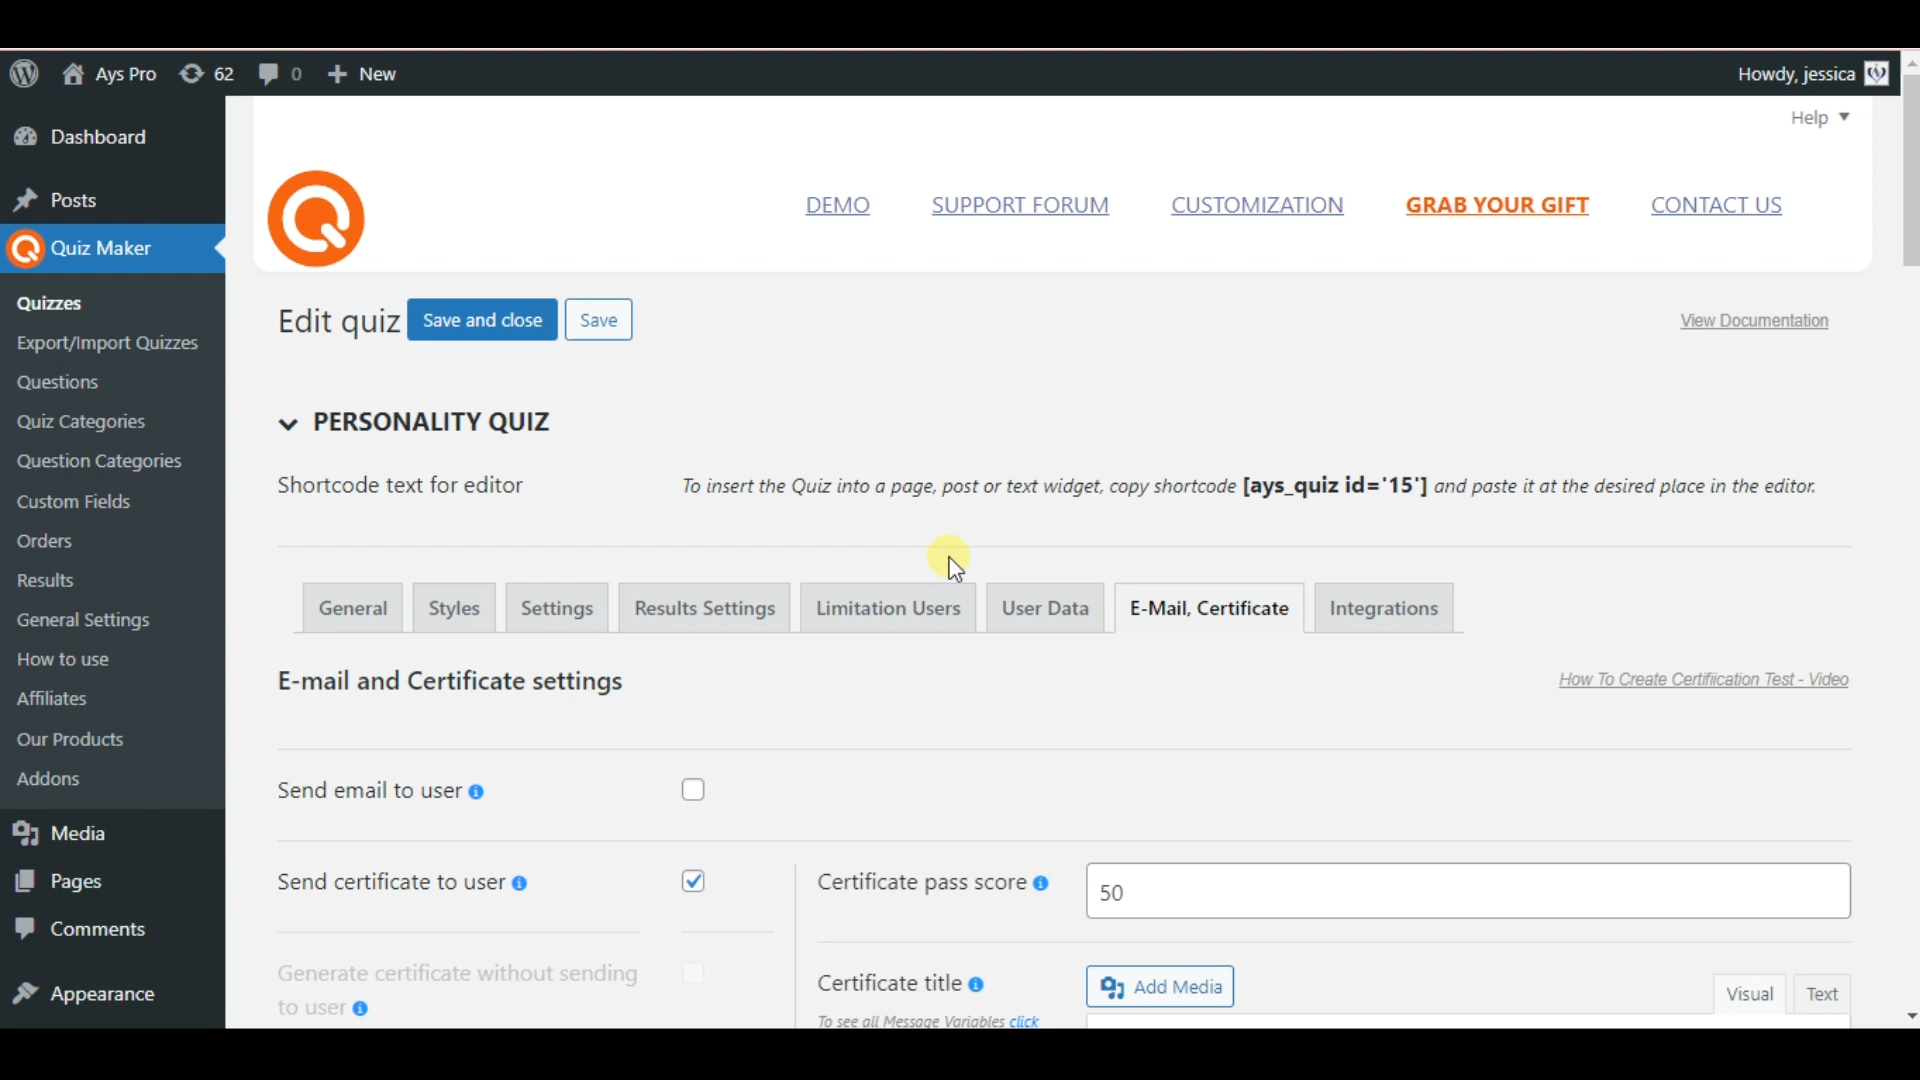 Ays Pro 62 0 New Howdy, jessica
Help
Dashboard
Posts
Quiz Maker
Quizzes
Export/Import Quizzes
Questions
Quiz Categories
Question Categories
Custom Fields
Orders
Results
General Settings
How to use
Affiliates
Our Products
Addons
Media
Pages
Comments
Appearance
DEMO SUPPORT FORUM CUSTOMIZATION GRAB YOUR GIFT CONTACT US
Edit quiz Save and close Save View Documentation
PERSONALITY QUIZ
Shortcode text for editor To insert the Quiz into a page, post or text widget, copy shortcode [ays_quiz id='15'] and paste it at the desired place in the editor.
General Styles Settings Results Settings Limitation Users User Data E-Mail, Certificate Integrations
E-mail and Certificate settings How To Create Certifiication Test - Video
Send email to user
Send certificate to user Certificate pass score 50
Generate certificate without sending
to user
Certificate title Add Media Visual Text
To see all Message Variables click